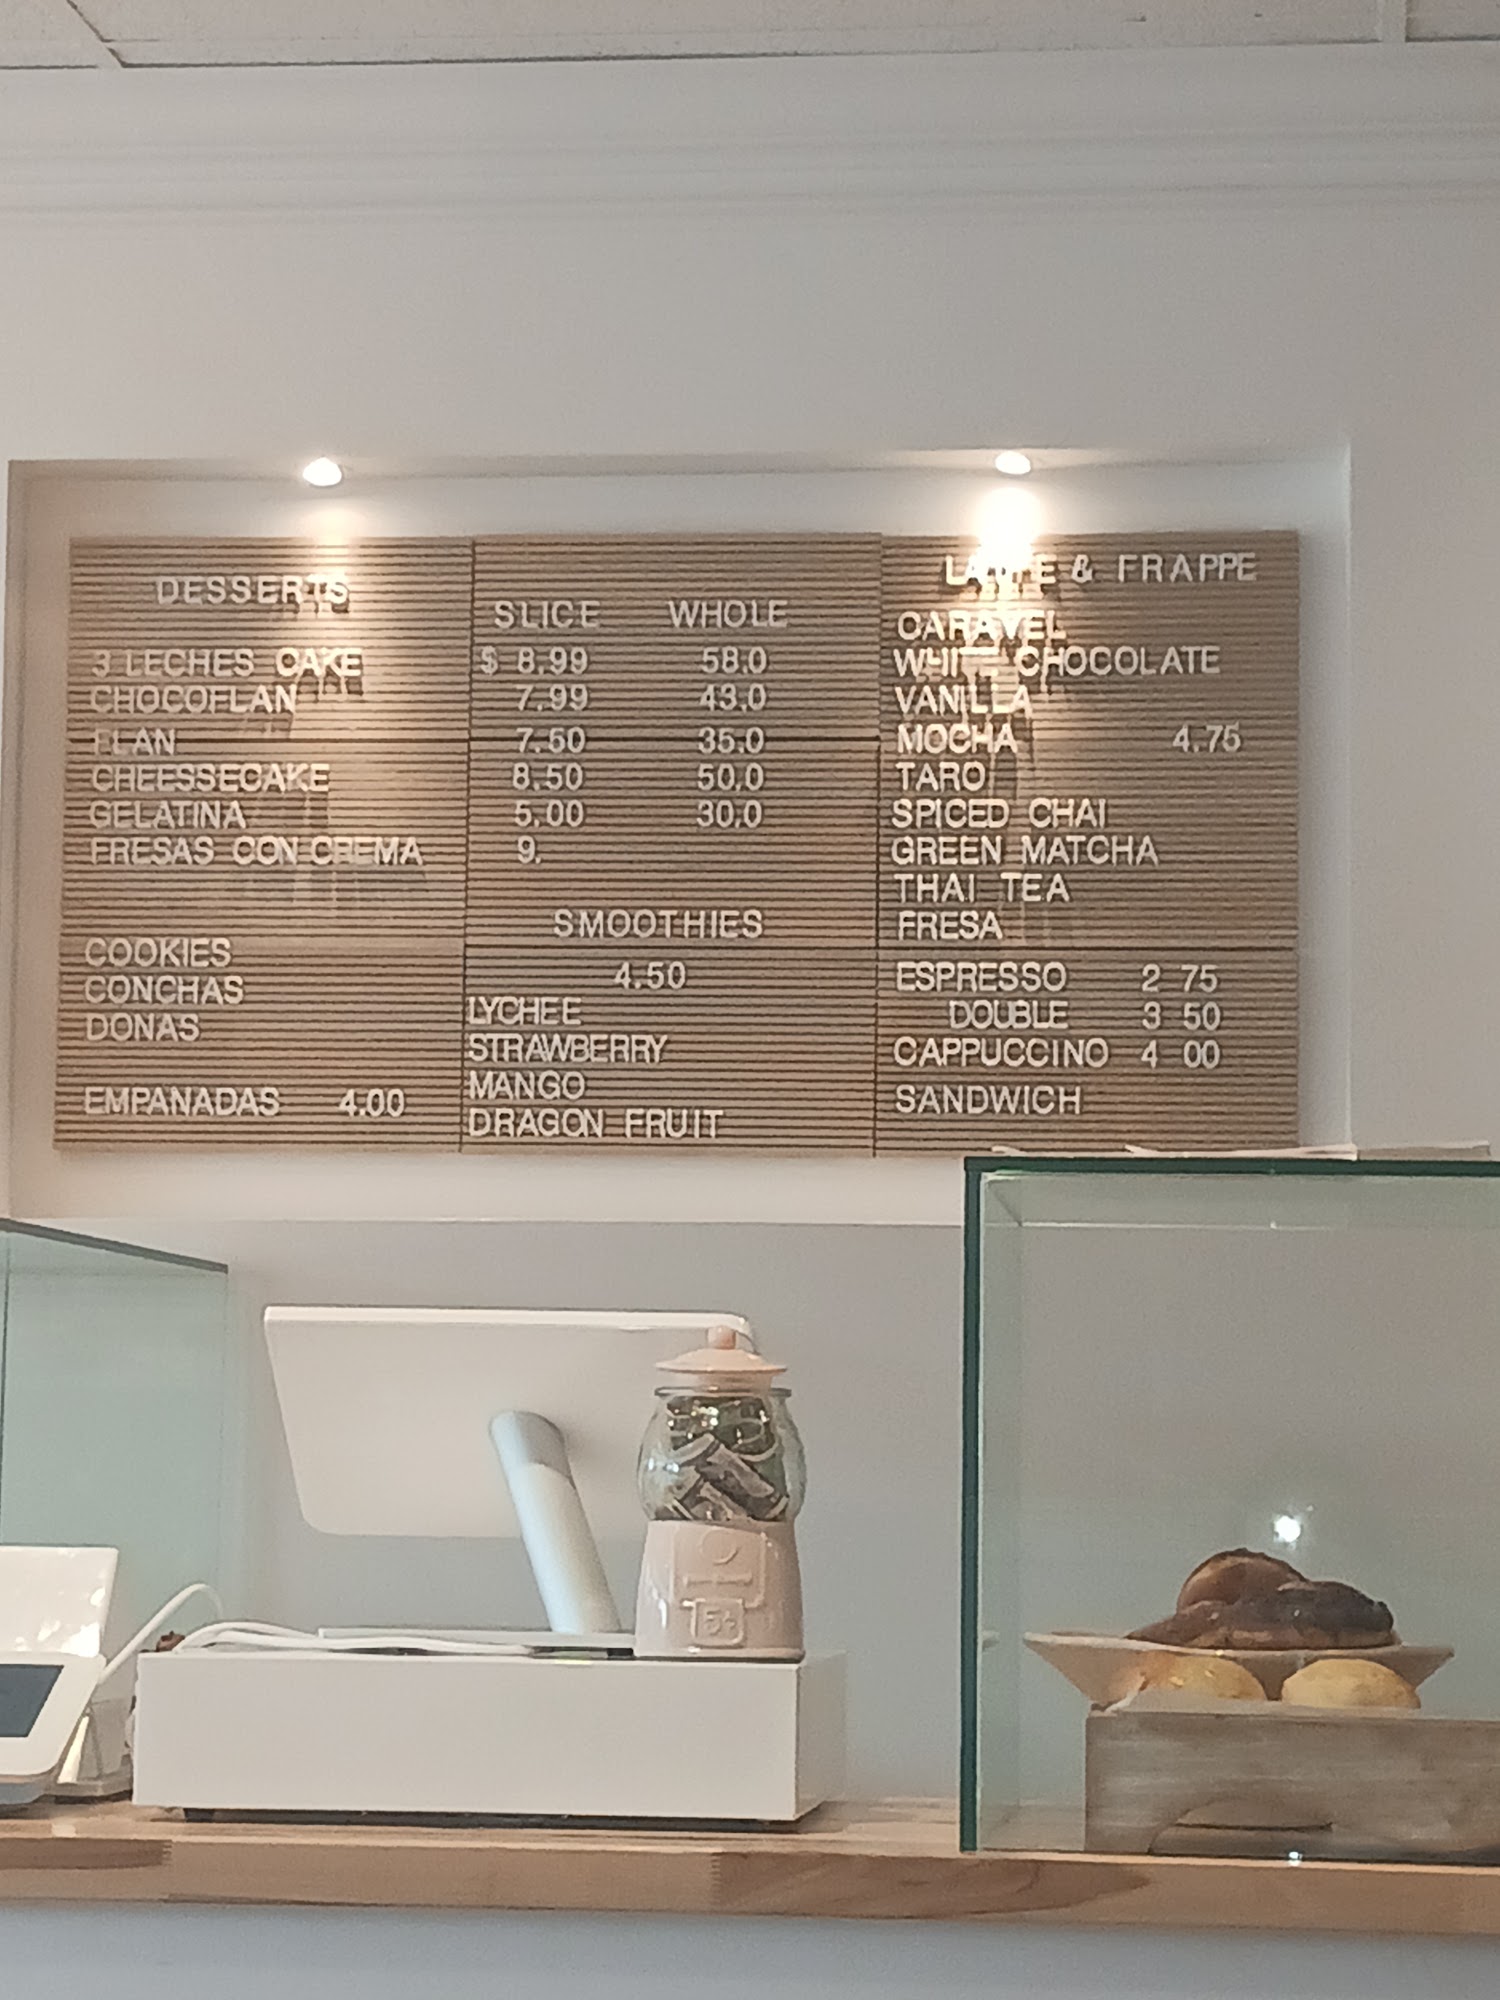 DESSERTS
SLICE WHOLE
3 LECHES CAKE $ 8.99 58.0
CHOCOFLAN 7.99 43.0
FLAN 7.50 35.0
CHEESSECAKE 8.50 50.0
GELATINA 5.00 30.0
FRESAS CON CREMA 9.
COOKIES
CONCHAS
DONAS
EMPANADAS 4.00
SMOOTHIES
4.50
LYCHEE
STRAWBERRY
MANGO
DRAGON FRUIT
& FRAPPE
CARAVEL
WHITE CHOCOLATE
VANILLA
MOCHA 4.75
TARO
SPICED CHAI
GREEN MATCHA
THAI TEA
FRESA
ESPRESSO 2 75
DOUBLE 3 50
CAPPUCCINO 4 00
SANDWICH
5¢